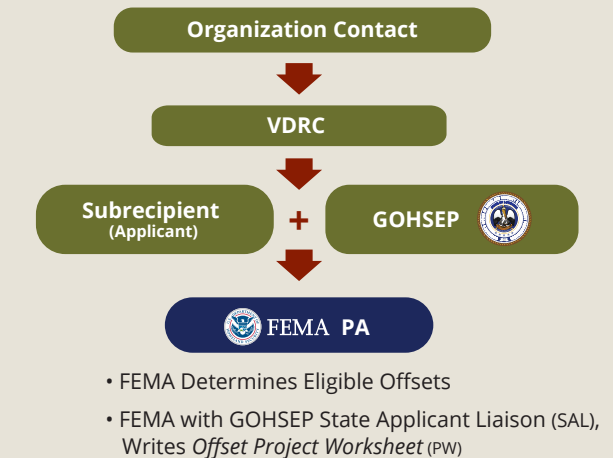 Organization Contact
VDRC
Subrecipient
(Applicant)
+
GOHSEP
FEMA PA
• FEMA Determines Eligible Offsets
• FEMA with GOHSEP State Applicant Liaison (SAL),
Writes Offset Project Worksheet (PW)